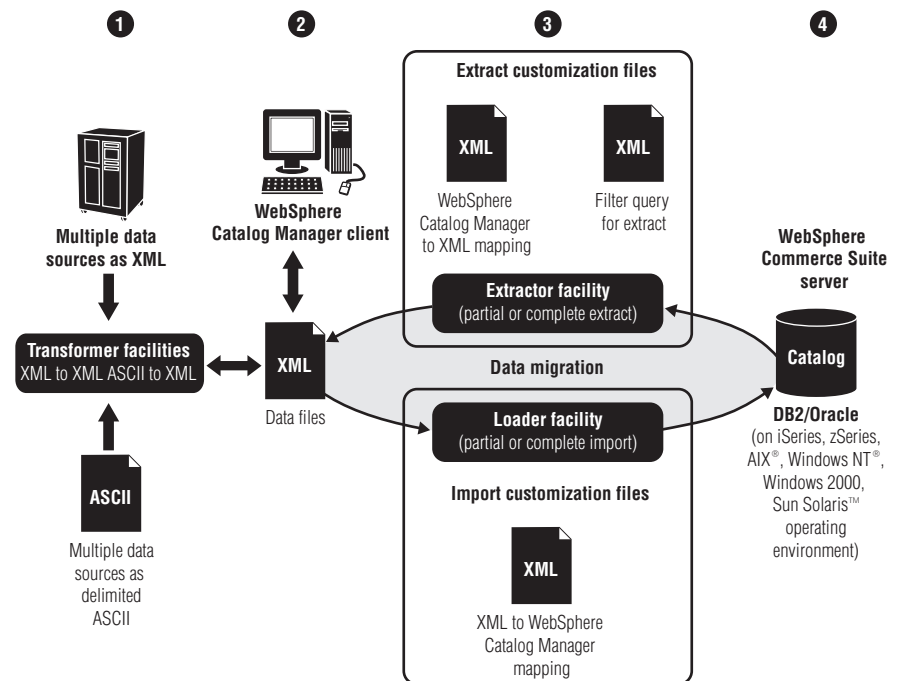 1
2
3
4
Multiple data
sources as XML
Transformer facilities
XML to XML ASCII to XML
ASCII
Multiple data
sources as
delimited
ASCII
WebSphere
Catalog Manager client
XML
Data files
Extract customization files
XML
WebSphere
Catalog Manager
to XML mapping
XML
Filter query
for extract
Extractor facility
(partial or complete extract)
Data migration
Loader facility
(partial or complete import)
Import customization files
XML
XML to WebSphere
Catalog Manager
mapping
WebSphere
Commerce Suite
server
Catalog
DB2/Oracle
(on iSeries, zSeries,
AIX®, Windows NT®,
Windows 2000,
Sun Solaris™
operating
environment)